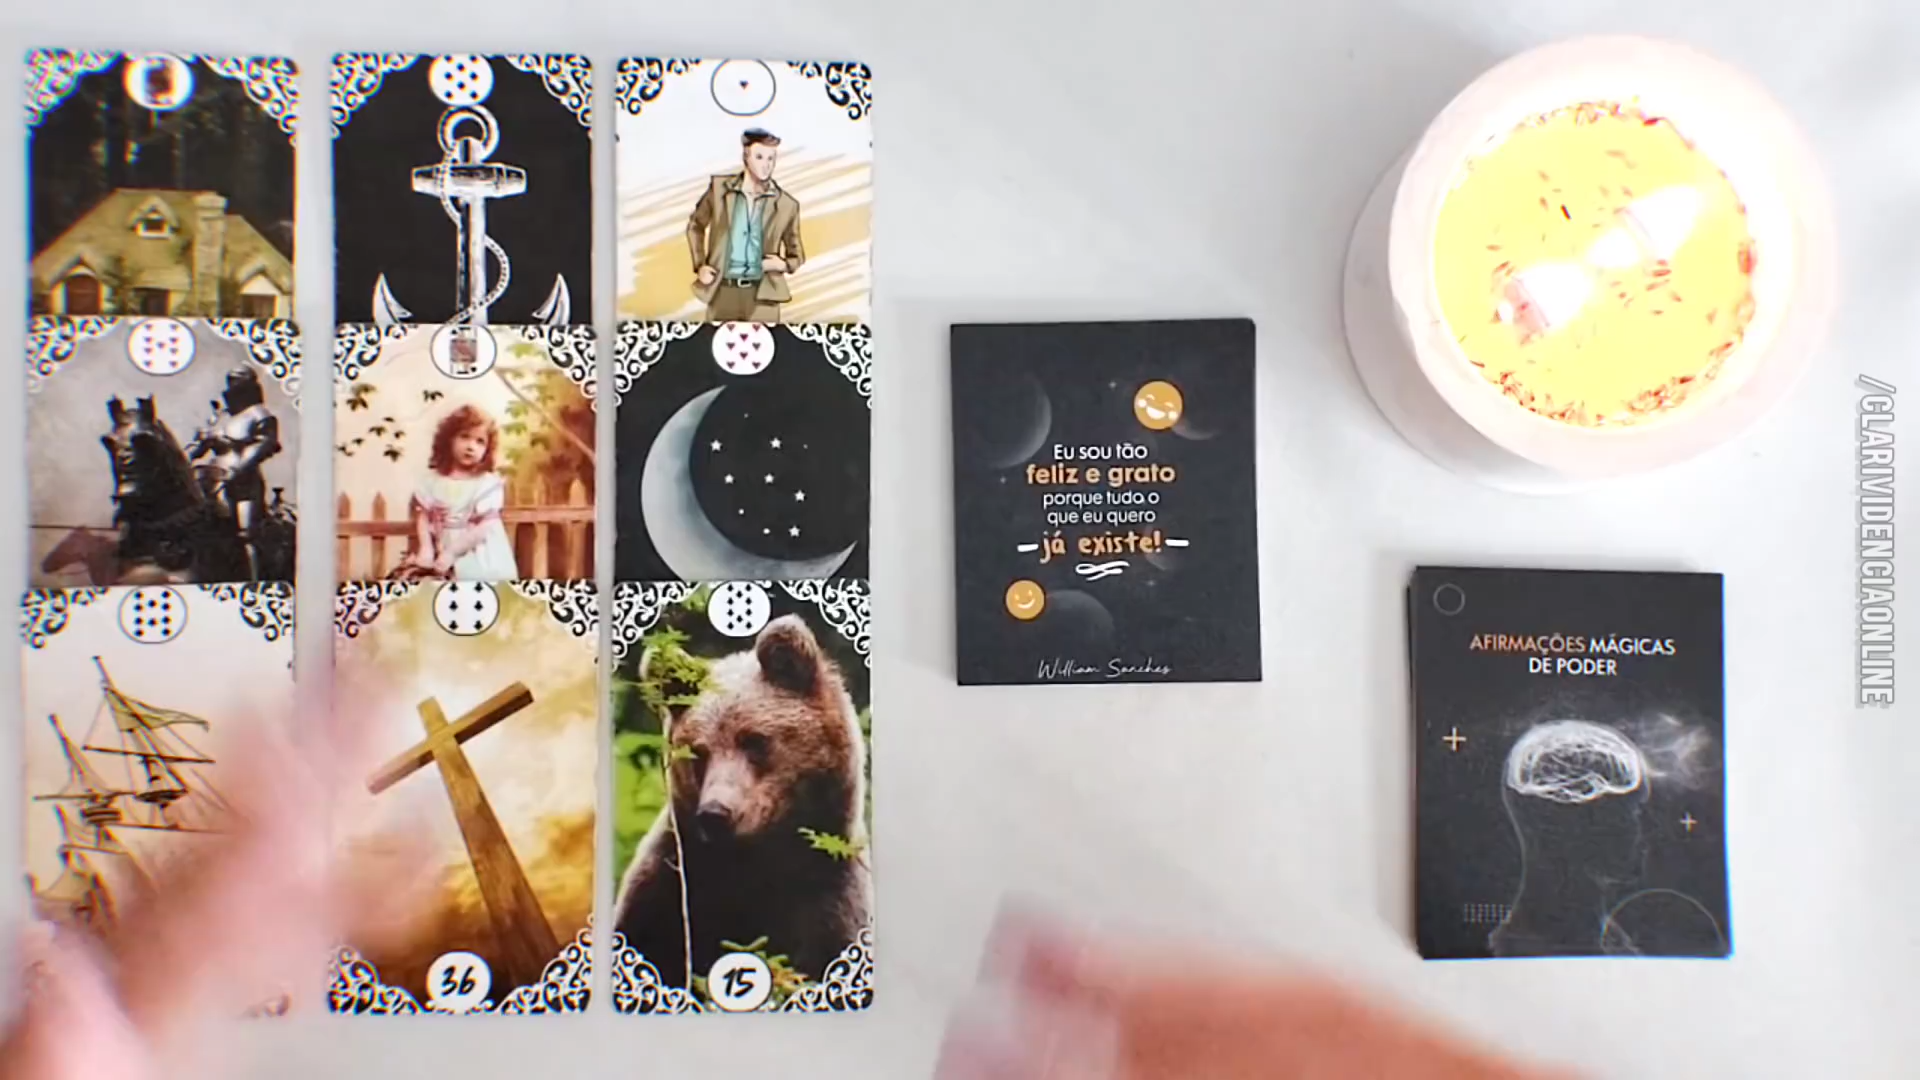 36
15
Eu sou tão
feliz e grato
porque tudo o
que eu quero
já existe!
William Sanches
AFIRMAÇÕES MÁGICAS
DE PODER
/CLARIVIDENCIAONLINE